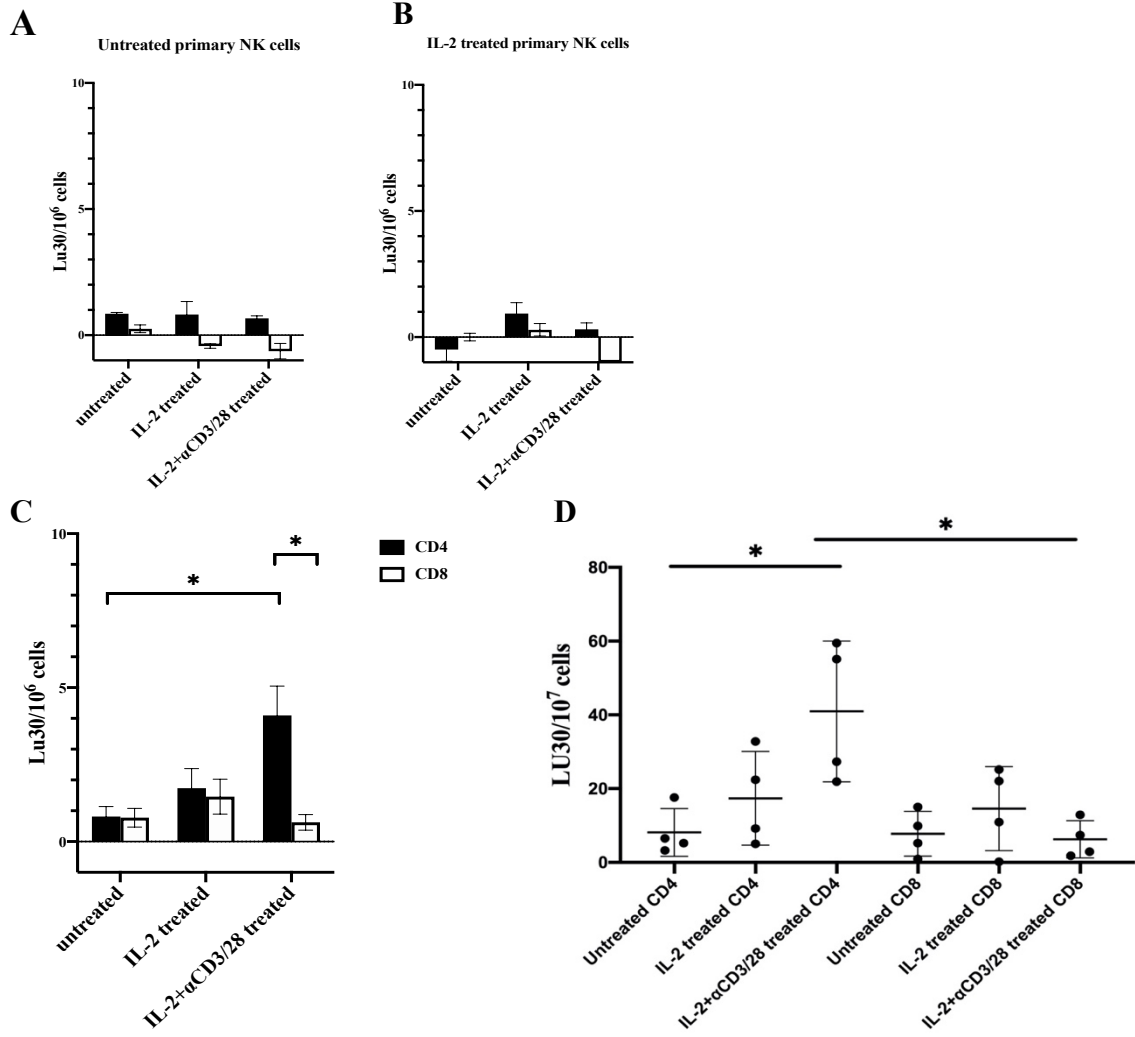 A
Untreated primary NK cells
10
5
0
Lu30/10⁶ cells
untreated
IL-2 treated
IL-2+αCD3/28 treated
B
IL-2 treated primary NK cells
10
5
0
Lu30/10⁶ cells
untreated
IL-2 treated
IL-2+αCD3/28 treated
C
10
5
0
Lu30/10⁶ cells
*
*
CD4
CD8
untreated
IL-2 treated
IL-2+αCD3/28 treated
D
*
*
80
60
40
20
0
LU30/10⁷ cells
Untreated CD4
IL-2 treated CD4
IL-2+αCD3/28 treated CD4
Untreated CD8
IL-2 treated CD8
IL-2+αCD3/28 treated CD8